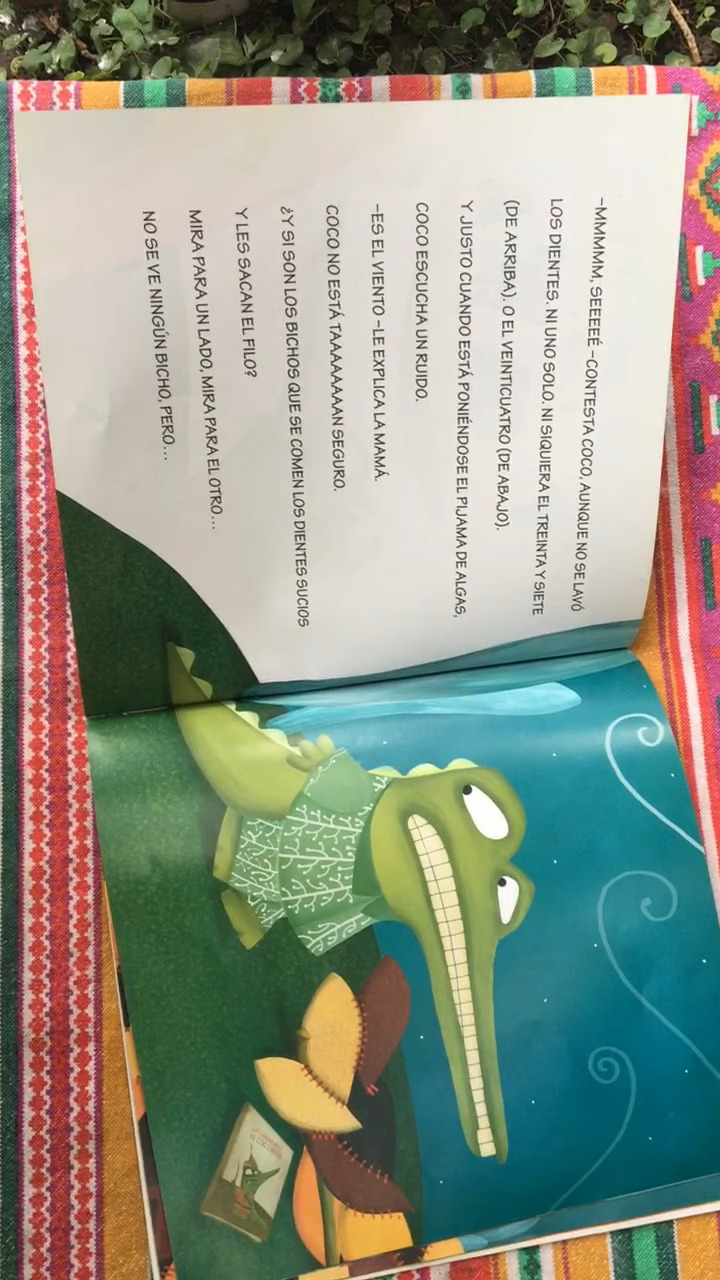 –MMMMM, SEEEEÉ –CONTESTA COCO, AUNQUE NO SE LAVÓ
LOS DIENTES. NI UNO SOLO. NI SIQUIERA EL TREINTA Y SIETE
(DE ARRIBA), O EL VEINTICUATRO (DE ABAJO).
Y JUSTO CUANDO ESTÁ PONIÉNDOSE EL PIJAMA DE ALGAS,
COCO ESCUCHA UN RUIDO.
–ES EL VIENTO –LE EXPLICA LA MAMÁ.
COCO NO ESTÁ TAAAAAAAAN SEGURO.
¿Y SI SON LOS BICHOS QUE SE COMEN LOS DIENTES SUCIOS
Y LES SACAN EL FILO?
MIRA PARA UN LADO, MIRA PARA EL OTRO...
NO SE VE NINGÚN BICHO, PERO...